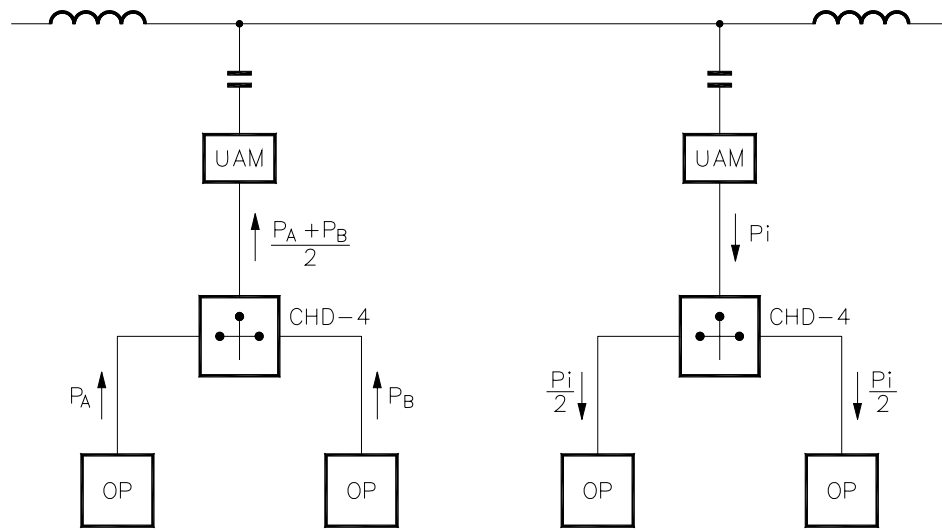 UAM
UAM
P_A + P_B
2
Pi
CHD-4
CHD-4
P_A
P_B
Pi
2
Pi
2
OP
OP
OP
OP